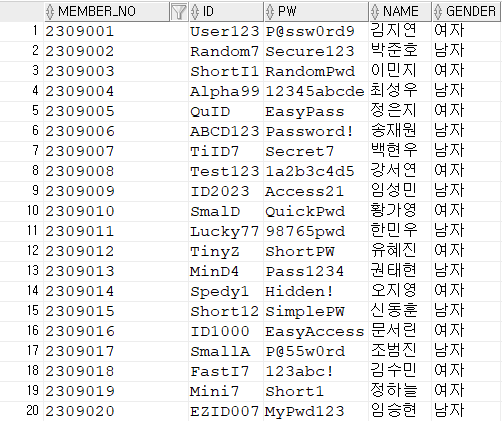 MEMBER_NO ID PW NAME GENDER
1 2309001 User123 P@ssw0rd9 김지연 여자
2 2309002 Random7 Secure123 박준호 남자
3 2309003 ShortI1 RandomPwd 이민지 여자
4 2309004 Alpha99 12345abcde 최성우 남자
5 2309005 QuID EasyPass 정은지 여자
6 2309006 ABCD123 Password! 송재원 남자
7 2309007 TiID7 Secret7 백현우 남자
8 2309008 Test123 1a2b3c4d5 강서연 여자
9 2309009 ID2023 Access21 임성민 남자
10 2309010 SmalD QuickPwd 황가영 여자
11 2309011 Lucky77 98765pwd 한민우 남자
12 2309012 TinyZ ShortPW 유혜진 여자
13 2309013 MinD4 Pass1234 권태현 남자
14 2309014 Spedy1 Hidden! 오지영 여자
15 2309015 Short12 SimplePW 신동훈 남자
16 2309016 ID1000 EasyAccess 문서린 여자
17 2309017 SmallA P@55w0rd 조범진 남자
18 2309018 FastI7 123abc! 김수민 여자
19 2309019 Mini7 Short1 정하늘 여자
20 2309020 EZID007 MyPwd123 임승현 남자